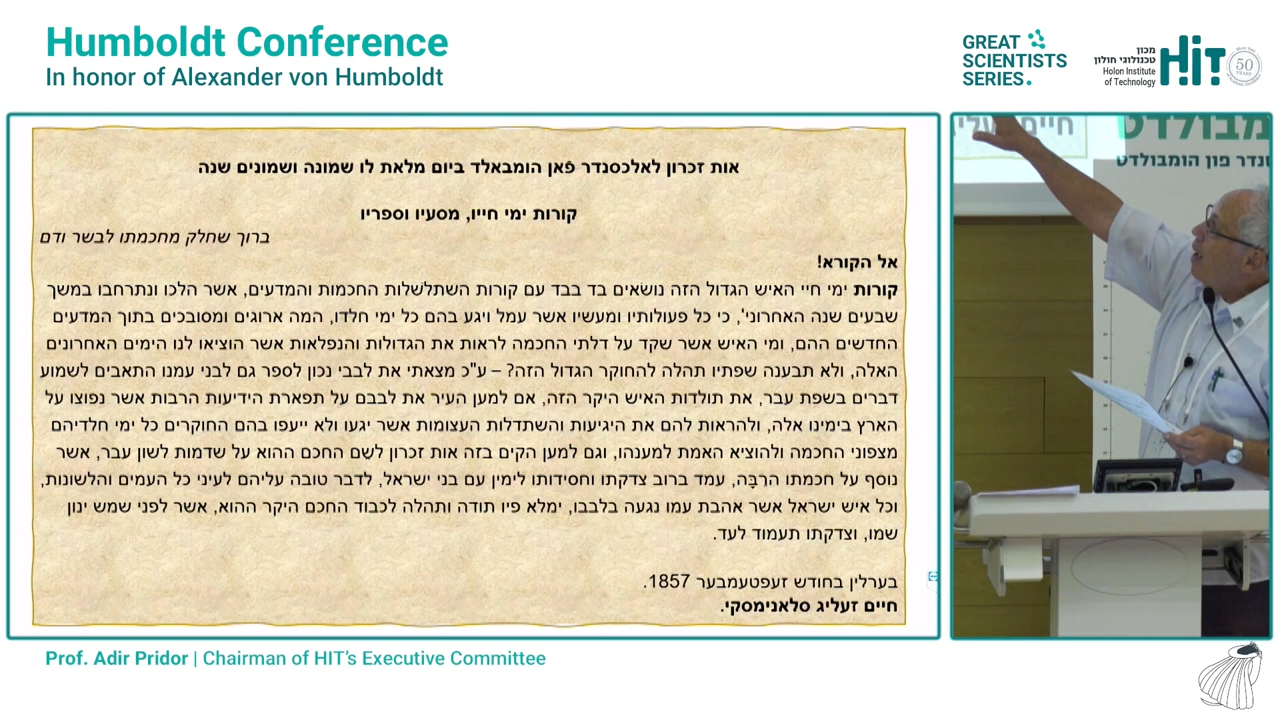 Humboldt Conference
In honor of Alexander von Humboldt
GREAT
SCIENTISTS
SERIES.
מכון
טכנולוגי חולון
Holon Institute
of Technology
HiT
50
YEARS
אות זכרון לאלכסנדר פֿאן הומבאלד ביום מלאת לו שמונה ושמונים שנה
קורות ימי חייו, מסעיו וספריו
ברוך שחלק מחכמתו לבשר ודם
אל הקורא!
קורות ימי חיי האיש הגדול הזה נושאים בד בבד עם קורות השתלשלות החכמות והמדעים, אשר הלכו ונתרחבו במשך
שבעים שנה האחרוני', כי כל פעולותיו ומעשיו אשר עמל ויגע בהם כל ימי חלדו, המה ארוגים ומסובכים בתוך המדעים
החדשים ההם, ומי האיש אשר שקד על דלתי החכמה לראות את הגדולות והנפלאות אשר הוציאו לנו הימים האחרונים
האלה, ולא תבענה שפתיו תהלה להחוקר הגדול הזה? – ע"כ מצאתי את לבבי נכון לספר גם לבני עמנו התאבים לשמוע
דברים בשפת עבר, את תולדות האיש היקר הזה, אם למען העיר את לבבם על תפארת הידיעות הרבות אשר נפוצו על
הארץ בימינו אלה, ולהראות להם את היגיעות והשתדלות העצומות אשר יגעו ולא ייעפו בהם החוקרים כל ימי חלדיהם
מצפוני החכמה ולהוציא האמת למענהו, וגם למען הקים בזה אות זכרון לשֵם החכם ההוא על שדמות לשון עבר, אשר
נוסף על חכמתו הרַבָּה, עמד ברוב צדקתו וחסידותו לימין עם בני ישראל, לדבר טובה עליהם לעיני כל העמים והלשונות,
וכל איש ישראל אשר אהבת עמו נגעה בלבבו, ימלא פיו תודה ותהלה לכבוד החכם היקר ההוא, אשר לפני שמש ינון
שמו, וצדקתו תעמוד לעד.
בערלין בחודש זעפטעמבער 1857.
חיים זעליג סלאנימסקי.
מבולדט
נדר פון הומבולדט
Prof. Adir Pridor | Chairman of HIT's Executive Committee